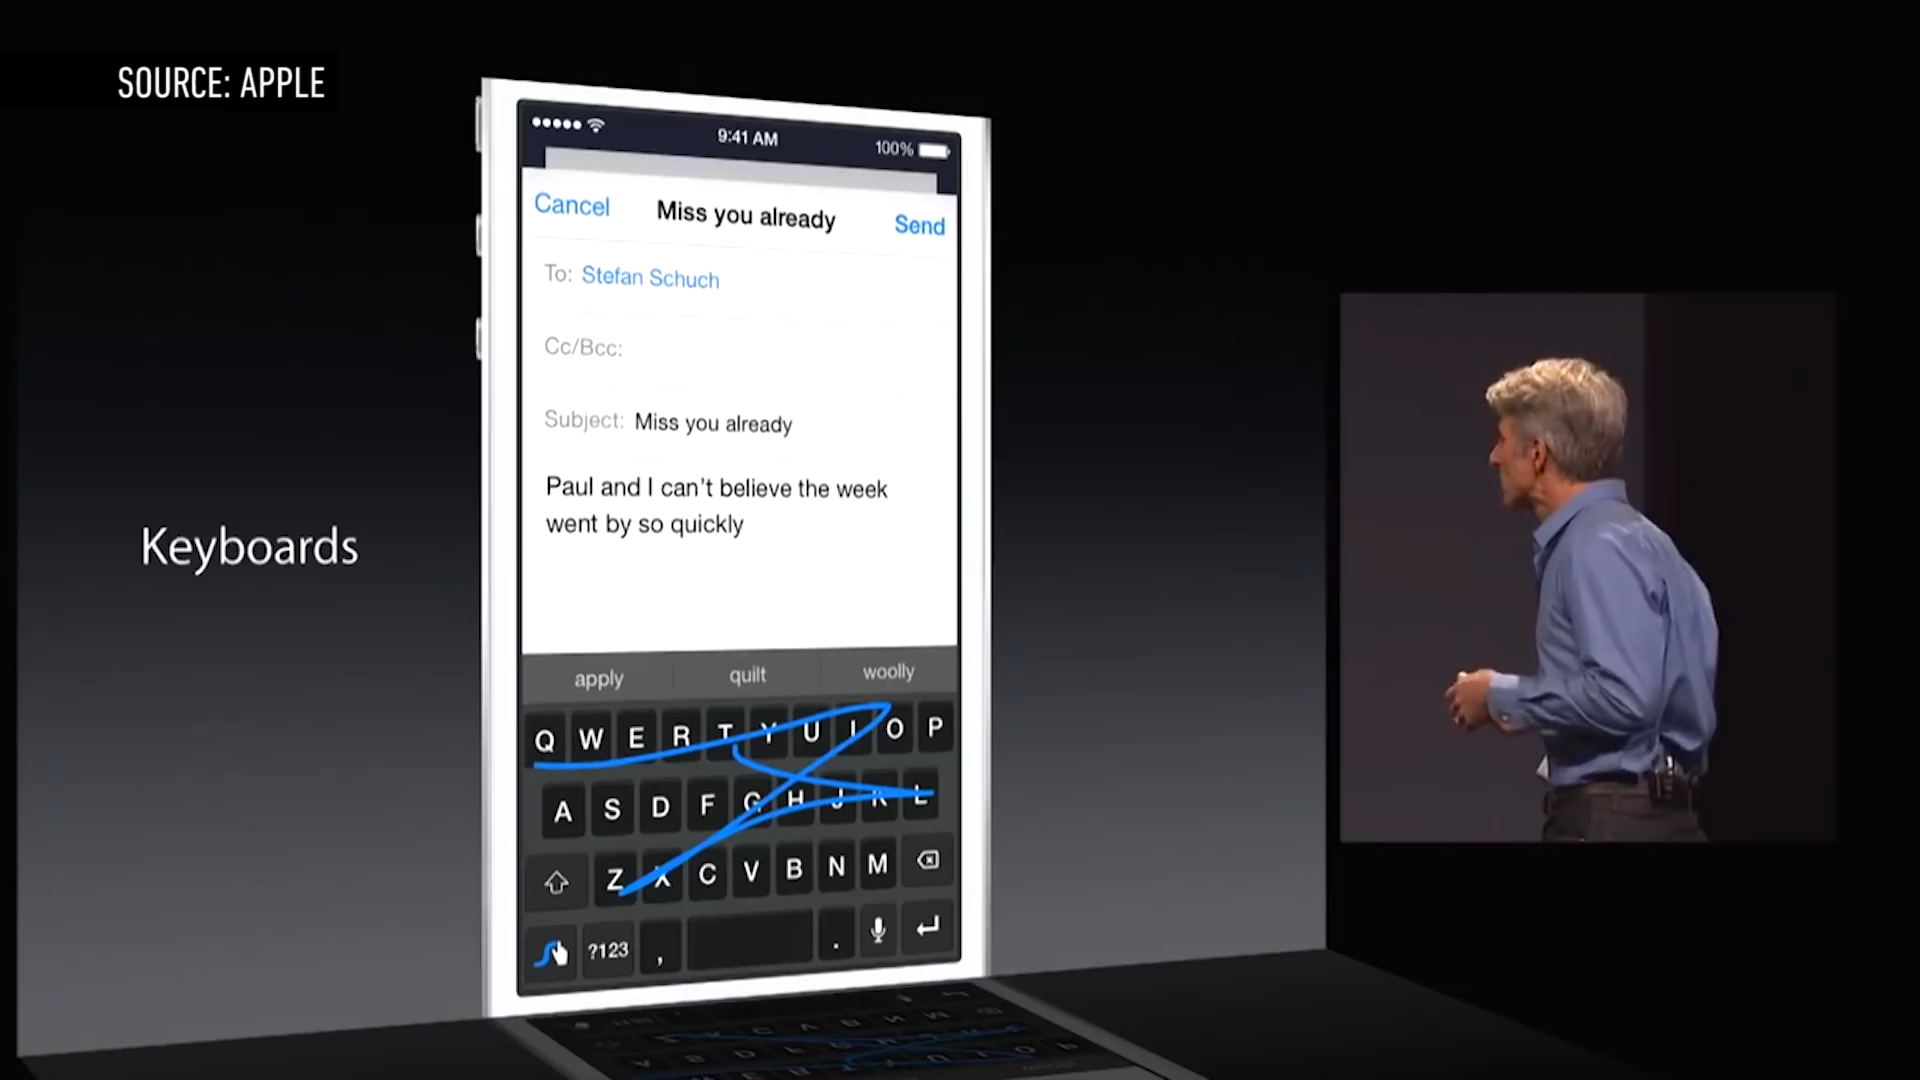 SOURCE: APPLE
Keyboards
9:41 AM
100%
Cancel
Miss you already
Send
To: Stefan Schuch
Cc/Bcc:
Subject: Miss you already
Paul and I can't believe the week
went by so quickly
apply quilt woolly
Q W E R T Y U I O P
A S D F G H J K L
Z X C V B N M
?123 , .